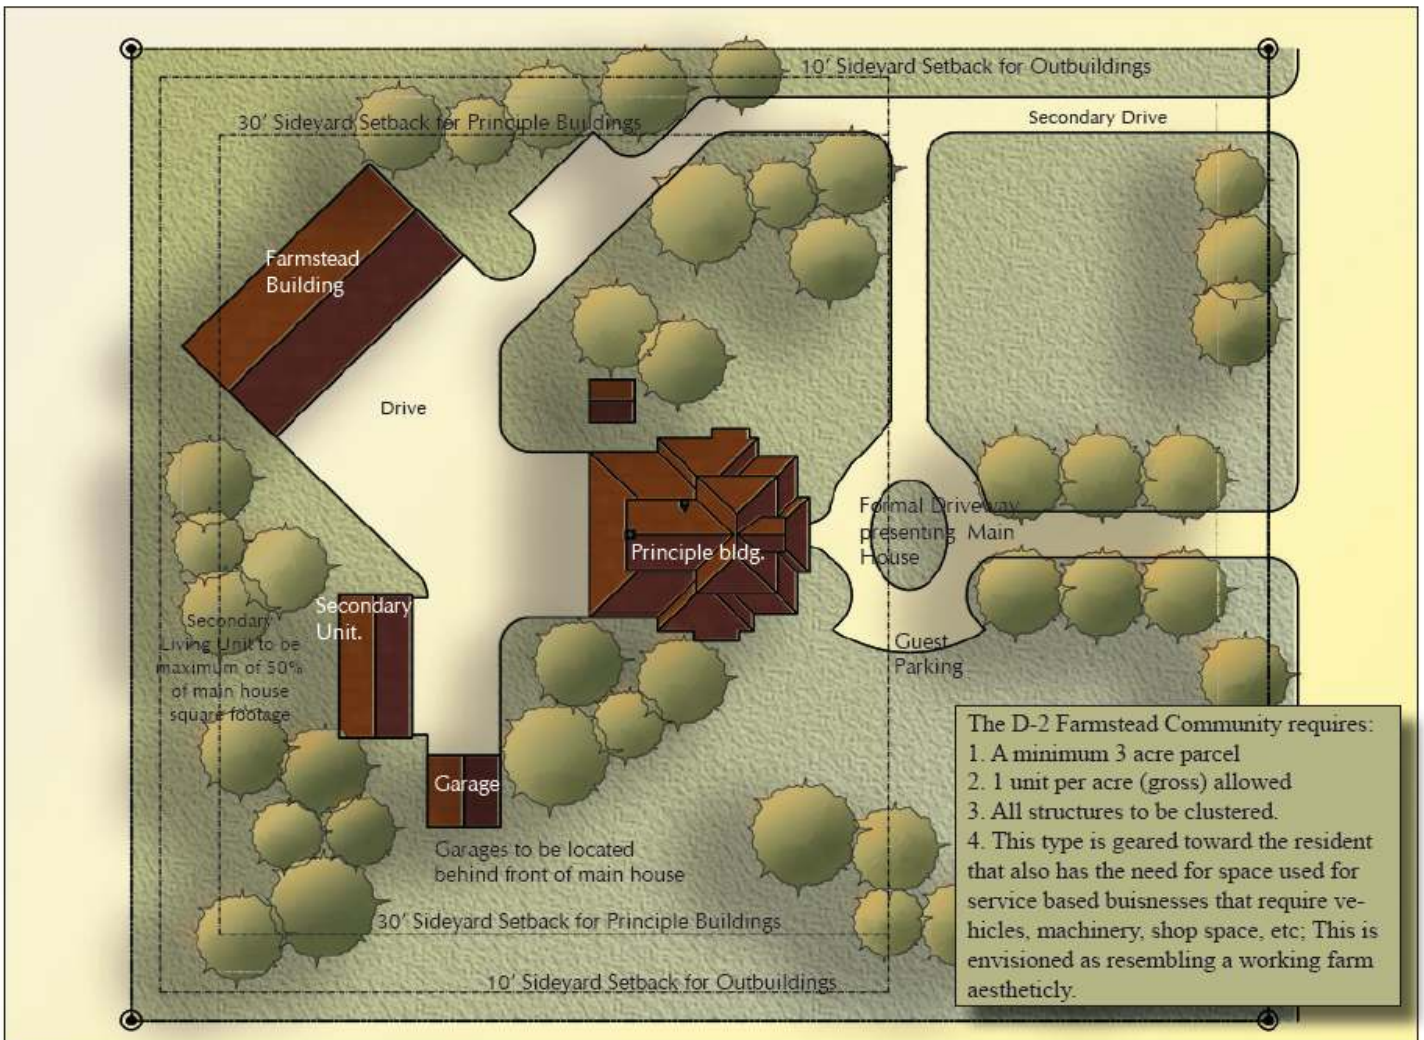 10' Sideyard Setback for Outbuildings
30' Sideyard Setback for Principle Buildings
Secondary Drive
Farmstead
Building
Drive
Formal Driveway
presenting Main
House
Principle bldg.
Secondary
Unit.
Secondary
Living Unit to be
maximum of 50%
of main house
square footage
Guest
Parking
Garage
Garages to be located
behind front of main house
30' Sideyard Setback for Principle Buildings
10' Sideyard Setback for Outbuildings
The D-2 Farmstead Community requires:
1. A minimum 3 acre parcel
2. 1 unit per acre (gross) allowed
3. All structures to be clustered.
4. This type is geared toward the resident
that also has the need for space used for
service based buisnesses that require ve-
hicles, machinery, shop space, etc; This is
envisioned as resembling a working farm
aestheticly.